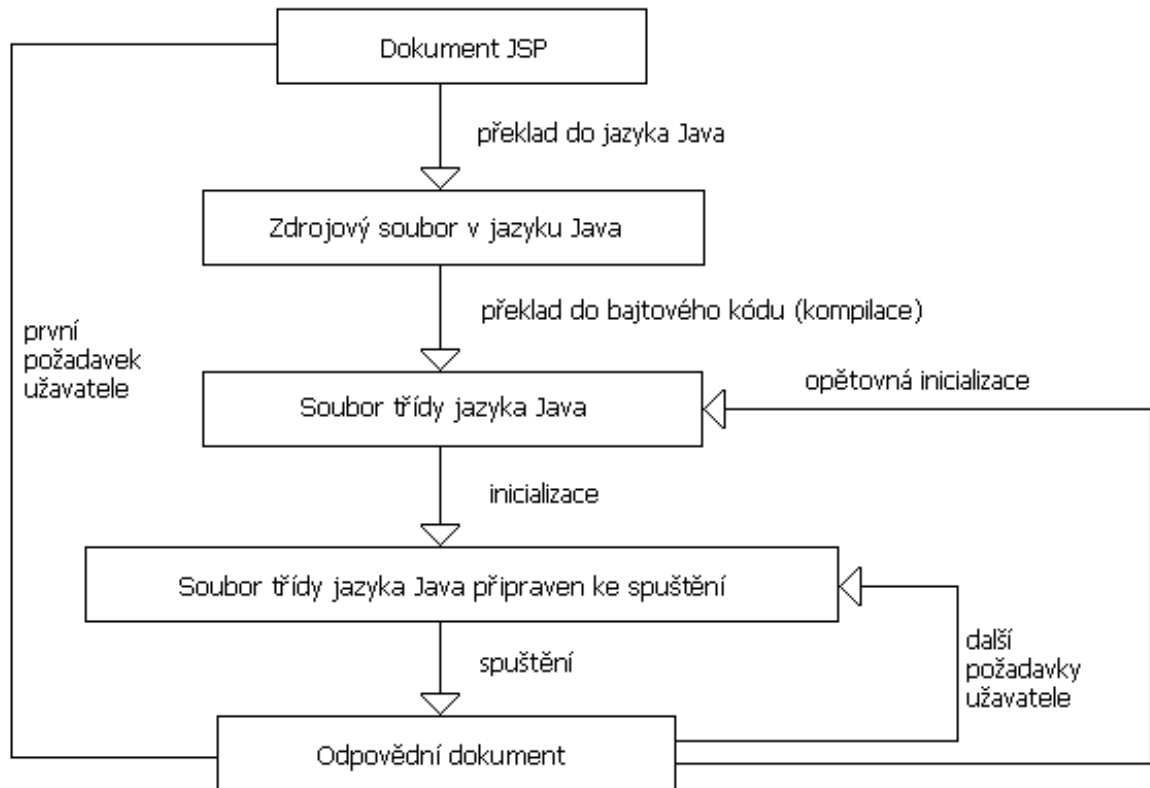 Dokument JSP
překlad do jazyka Java
Zdrojový soubor v jazyku Java
překlad do bajtového kódu (kompilace)
první
požadavek
užavatele
opětovná inicializace
Soubor třídy jazyka Java
inicializace
Soubor třídy jazyka Java připraven ke spuštění
spuštění
další
požadavky
užavatele
Odpovědní dokument